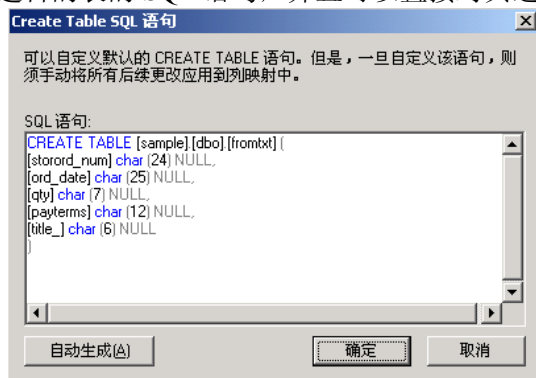 Create Table SQL 语句
可以自定义默认的 CREATE TABLE 语句。但是，一旦自定义该语句，则
须手动将所有后续更改应用到列映射中。
SQL语句:
CREATE TABLE [sample].[dbo].[fromtxt] (
[storord_num] char (24) NULL,
[ord_date] char (25) NULL,
[qty] char (7) NULL,
[payterms] char (12) NULL,
[title_] char (6) NULL
)
自动生成(A) 确定 取消